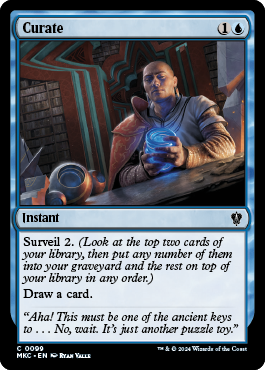 Curate 1
Instant
Surveil 2. (Look at the top two cards of
your library, then put any number of them
into your graveyard and the rest on top of
your library in any order.)
Draw a card.
“Aha! This must be one of the ancient keys
to . . . No, wait. It’s just another puzzle toy.”
C 0099
MKC • EN Ryan Valle
™ & © 2024 Wizards of the Coast